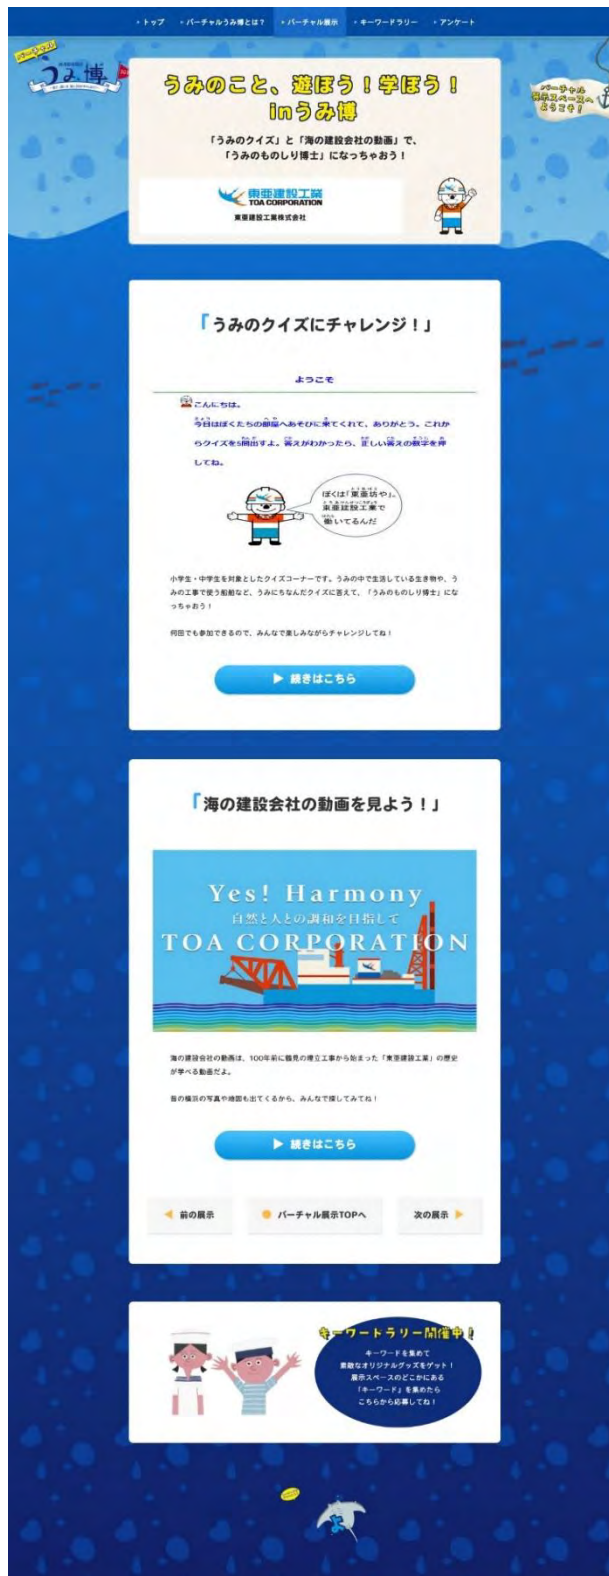 トップ
バーチャルうみ博とは？
バーチャル展示
キーワードラリー
アンケート
バーチャル
うみ博
バーチャル
展示スペースへ
ようこそ！
うみのこと、遊ぼう！学ぼう！
inうみ博
「うみのクイズ」と「海の建設会社の動画」で、
「うみのものしり博士」になっちゃおう！
東亜建設工業
TOA CORPORATION
東亜建設工業株式会社
「うみのクイズにチャレンジ！」
ようこそ
こんにちは。
今日はぼくたちの部屋へあそびに来てくれて、ありがとう。これか
らクイズを5問出すよ。答えがわかったら、正しい答えの数字を押
してね。
ぼくは「東亜坊や」。
東亜建設工業で
働いてるんだ
小学生・中学生を対象としたクイズコーナーです。うみの中で生活している生き物や、う
みの工事で使う船舶など、うみにちなんだクイズに答えて、「うみのものしり博士」にな
っちゃおう！
何回でも参加できるので、みんなで楽しみながらチャレンジしてね！
▶ 続きはこちら
「海の建設会社の動画を見よう！」
Yes! Harmony
自然と人との調和を目指して
TOA CORPORATION
海の建設会社の動画は、100年前に鶴見の埋立工事から始まった「東亜建設工業」の歴史
が学べる動画だよ。
昔の横浜の写真や地図も出てくるから、みんなで探してみてね！
▶ 続きはこちら
前の展示
バーチャル展示TOPへ
次の展示
キーワードラリー開催中！
キーワードを集めて
素敵なオリジナルグッズをゲット！
展示スペースのどこかにある
「キーワード」を集めたら
こちらから応募してね！